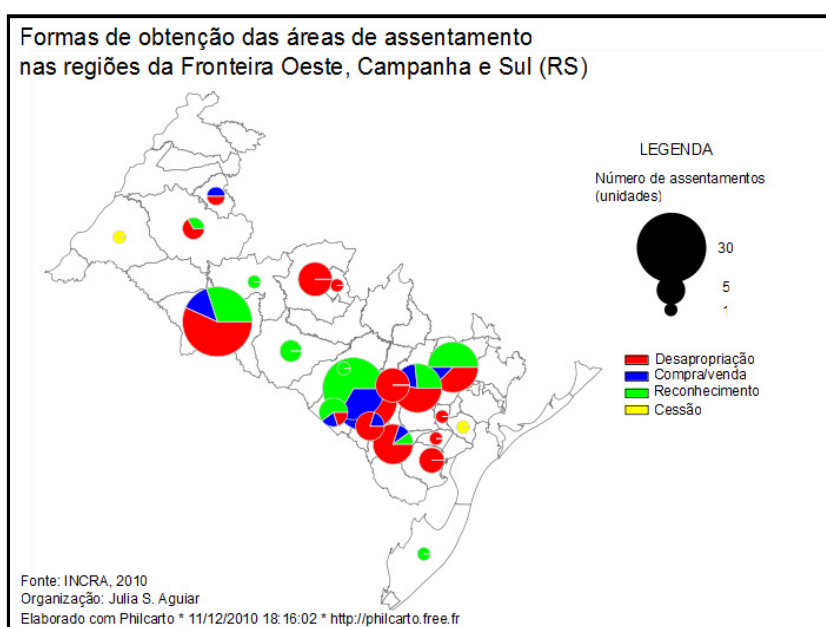 Formas de obtenção das áreas de assentamento
nas regiões da Fronteira Oeste, Campanha e Sul (RS)
LEGENDA
Número de assentamentos
(unidades)
30
5
1
Desapropriação
Compra/venda
Reconhecimento
Cessão
Fonte: INCRA, 2010
Organização: Julia S. Aguiar
Elaborado com Philcarto * 11/12/2010 18:16:02 * http://philcarto.free.fr